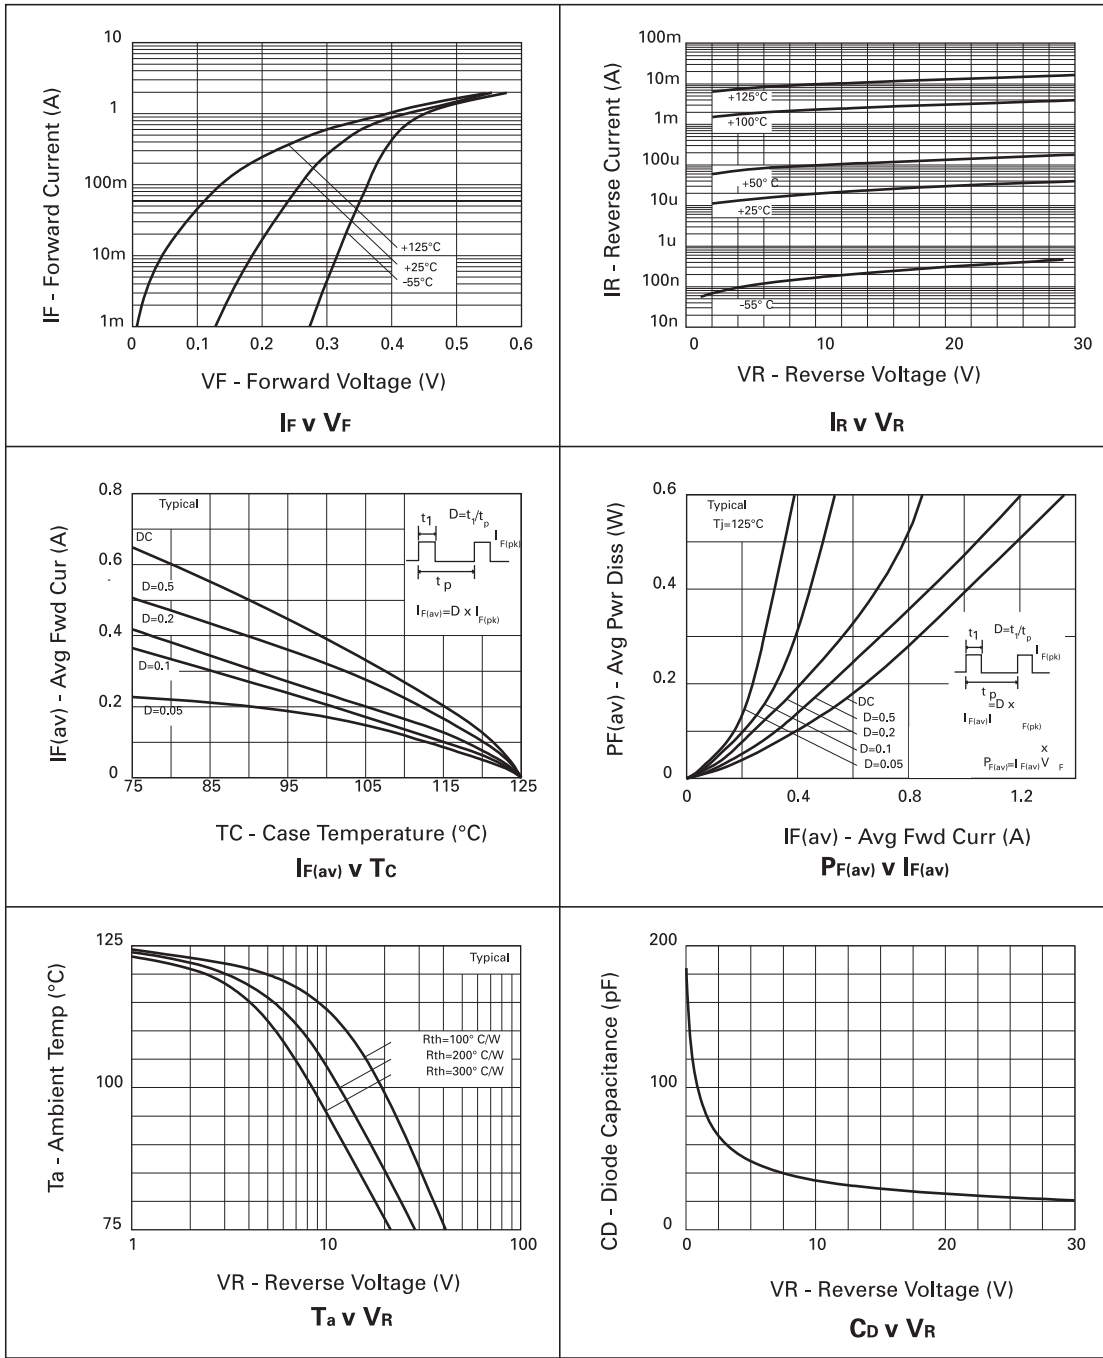 10
1
100m
10m
1m
IF - Forward Current (A)
+125°C
+25°C
-55°C
0 0.1 0.2 0.3 0.4 0.5 0.6
VF - Forward Voltage (V)
IF v VF
100m
10m
1m
100u
10u
1u
100n
10n
IR - Reverse Current (A)
+125°C
+100°C
+50° C
+25°C
-55° C
0 10 20 30
VR - Reverse Voltage (V)
IR v VR
0.8
0.6
0.4
0.2
0
IF(av) - Avg Fwd Cur (A)
Typical
DC
D=0.5
D=0.2
D=0.1
D=0.05
t1 D=t1/tp
IF(pk)
tp
IF(av)=D x IF(pk)
75 85 95 105 115 125
TC - Case Temperature (°C)
IF(av) v TC
0.6
0.4
0.2
0
PF(av) - Avg Pwr Diss (W)
Typical
Tj=125°C
t1 D=t1/tp
IF(pk)
tp
=D x
IF(av)I
F(pk)
x
PF(av)=IF(av)V F
DC
D=0.5
D=0.2
D=0.1
D=0.05
0 0.4 0.8 1.2
IF(av) - Avg Fwd Curr (A)
PF(av) v IF(av)
125
100
75
Ta - Ambient Temp (°C)
Typical
Rth=100° C/W
Rth=200° C/W
Rth=300° C/W
1 10 100
VR - Reverse Voltage (V)
Ta v VR
200
100
0
CD - Diode Capacitance (pF)
0 10 20 30
VR - Reverse Voltage (V)
CD v VR